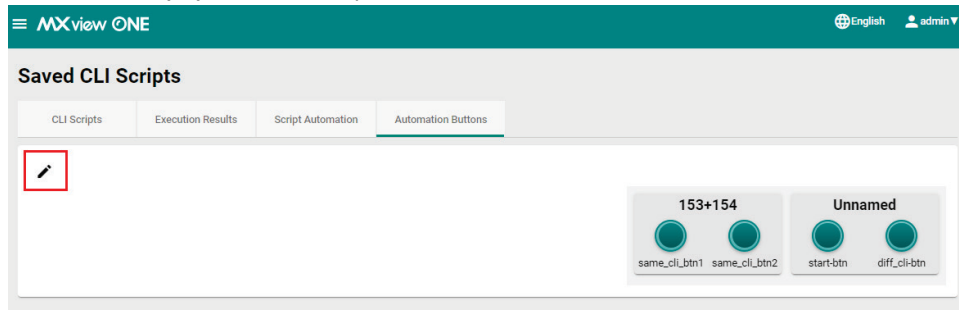 MXview ONE
English
admin
Saved CLI Scripts
CLI Scripts
Execution Results
Script Automation
Automation Buttons
153+154
same_cli_btn1
same_cli_btn2
Unnamed
start-btn
diff_cli-btn